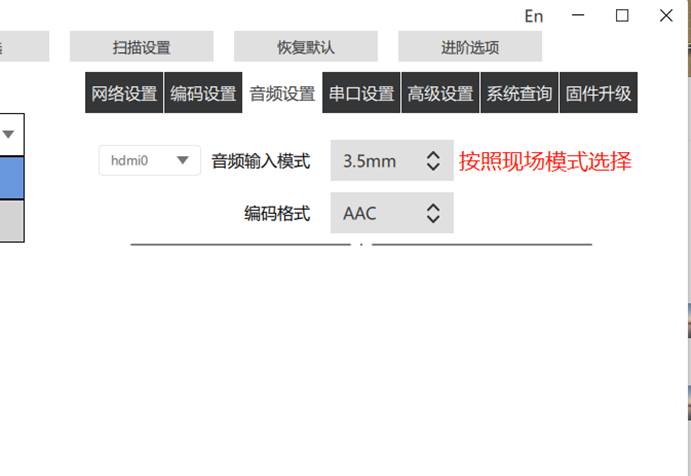 En
扫描设置 恢复默认 进阶选项
网络设置 编码设置 音频设置 串口设置 高级设置 系统查询 固件升级
hdmi0 音频输入模式 3.5mm 按照现场模式选择
编码格式 AAC